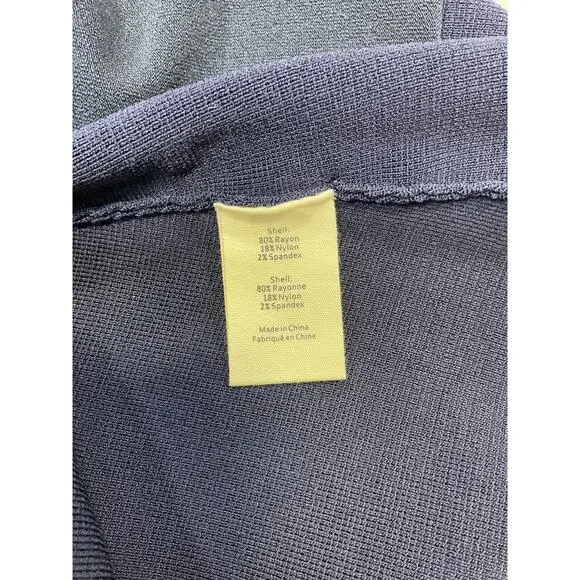 Shell:
80% Rayon
18% Nylon
2% Spandex
Shell:
80% Rayonne
18% Nylon
2% Spandex
Made in China
Fabriqué en Chine